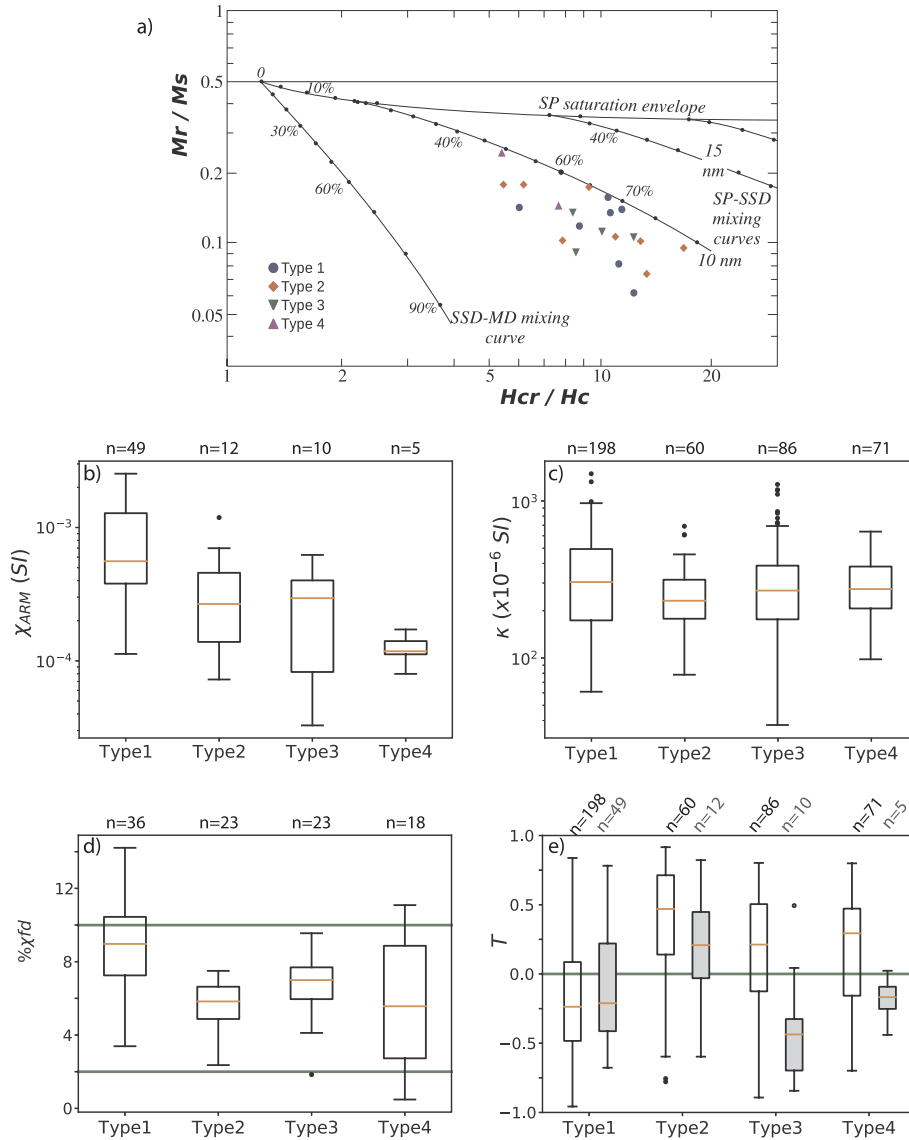 a)
Mr / Ms
1
0.5
0.2
0.1
0.05
0
10%
30%
60%
90%
40%
60%
70%
SP saturation envelope
40%
15
nm
SP-SSD
mixing
curves
10 nm
SSD-MD mixing
curve
Type 1
Type 2
Type 3
Type 4
1
2
5
10
20
Hcr / Hc
n=49
n=12
n=10
n=5
b)
χARM (SI)
10⁻³
10⁻⁴
Type1
Type2
Type3
Type4
n=198
n=60
n=86
n=71
c)
κ (x10⁻⁶ SI)
10³
10²
Type1
Type2
Type3
Type4
n=36
n=23
n=23
n=18
d)
%χfd
12
8
4
0
Type1
Type2
Type3
Type4
n=198
n=49
n=60
n=12
n=86
n=10
n=71
n=5
e)
T
1.0
0.5
0.0
−0.5
−1.0
Type1
Type2
Type3
Type4